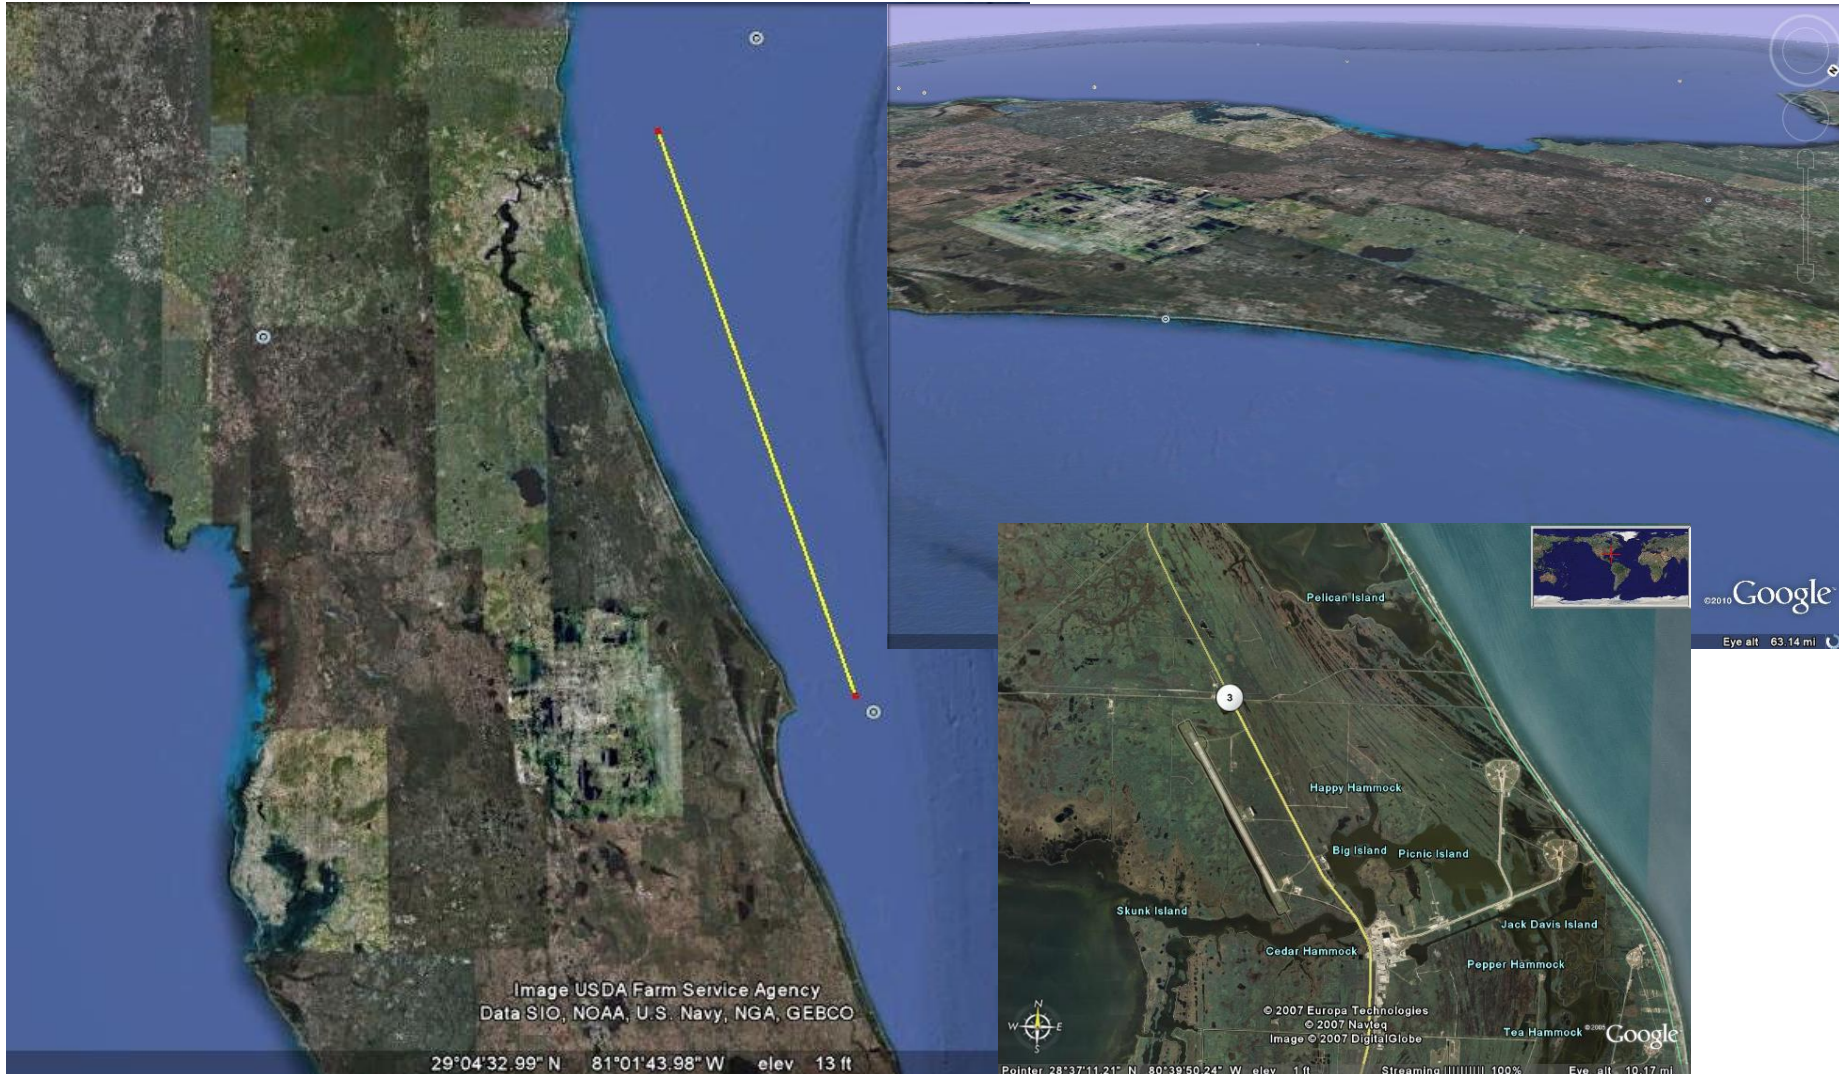 Image USDA Farm Service Agency
Data SIO, NOAA, U.S. Navy, NGA, GEBCO
29°04'32.99" N 81°01'43.98" W elev 13 ft
N
©2010 Google
Eye alt 63.14 mi
Pelican Island
3
Happy Hammock
Big Island
Picnic Island
Skunk Island
Jack Davis Island
Cedar Hammock
Pepper Hammock
N
W E
S
© 2007 Europa Technologies
© 2007 Navteq
Image © 2007 DigitalGlobe
Tea Hammock
Google
Pointer 28°37'11.21" N 80°39'50.24" W elev 1 ft Streaming ||||||||| 100% Eye alt 10.17 mi